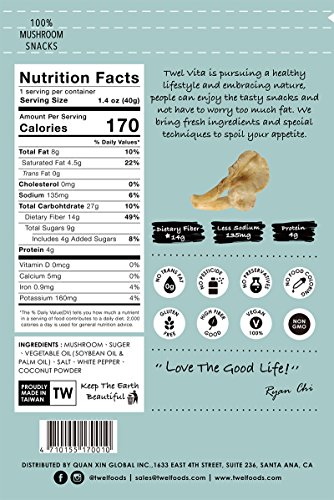 100%
MUSHROOM
SNACKS
Nutrition Facts
1 serving per container
Serving Size 1.4 oz (40g)
Amount Per Serving
Calories 170
% Daily Values*
Total Fat 8g 10%
Saturated Fat 4.5g 22%
Trans Fat 0g
Cholesterol 0mg 0%
Sodium 135mg 6%
Total Carbohtdrate 27g 10%
Dietary Fiber 14g 49%
Total Sugars 9g
Includes 4g Added Sugars 8%
Protein 4g
Vitamin D 0mcg 0%
Calcium 5mg 0%
Iron 0.9mg 4%
Potassium 160mg 4%
*The % Daily Value(DV) tells you how much a nutrient
in a serving of food contributes to a daily diet. 2,000
calories a day is used for general nutrition advice.
INGREDIENTS : MUSHROOM · SUGAR
· VEGETABLE OIL (SOYBEAN OIL &
PALM OIL) · SALT · WHITE PEPPER ·
COCONUT POWDER
PROUDLY
MADE IN
TAIWAN
TW
Keep The Earth
Beautiful
4 710155 170010
Twel Vita is pursuing a healthy
lifestyle and embracing nature,
people can enjoy the tasty snacks and
not have to worry too much fat. We
bring fresh ingredients and special
techniques to spoil your appetite.
Dietary Fiber
*14g
Less Sodium
135mg
Protein
4g
NO TRANS FAT
0g
NO PESTICIDE
NO PRESERVATIVES
NO FOOD COLORING
GLUTEN
FREE
HIGH FIBER
GOOD
VEGAN
100%
NON
GMO
"Love The Good Life!"
Ryan Chi
DISTRIBUTED BY QUAN XIN GLOBAL INC.,1633 EAST 4TH STREET, SUITE 236, SANTA ANA, CA
@twelfoods | sales@twelfoods.com | www.twelfoods.com